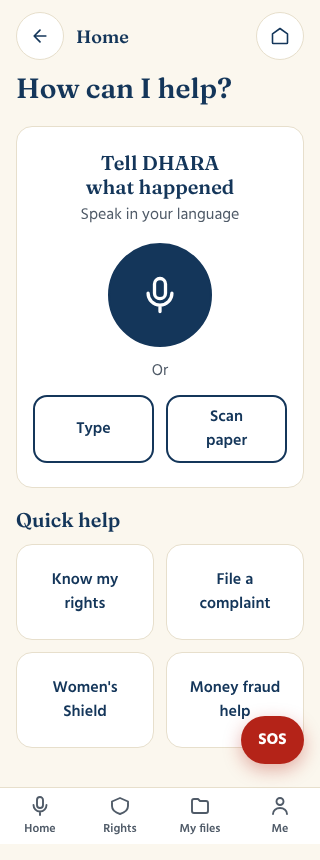 Home
How can I help?
Tell DHARA
what happened
Speak in your language
Or
Type
Scan
paper
Quick help
Know my
rights
File a
complaint
Women's
Shield
Money fraud
help
SOS
Home
Rights
My files
Me